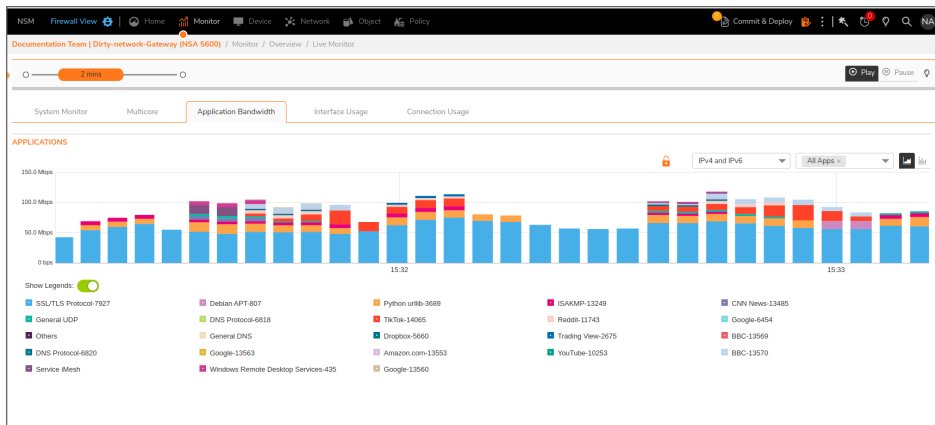 NSM Firewall View Home Monitor Device Network Object Policy Commit & Deploy NA
Documentation Team | Dirty-network-Gateway (NSA 5600) / Monitor / Overview / Live Monitor
2 mins Play Pause
System Monitor Multicore Application Bandwidth Interface Usage Connection Usage
APPLICATIONS
IPv4 and IPv6 All Apps ×
150.0 Mbps
100.0 Mbps
50.0 Mbps
0 bps
15:32 15:33
Show Legends:
SSL/TLS Protocol-7927 Debian APT-807 Python urllib-3689 ISAKMP-13249 CNN News-13485
General UDP DNS Protocol-6818 TikTok-14065 Reddit-11743 Google-6454
Others General DNS Dropbox-5660 Trading View-2675 BBC-13569
DNS Protocol-6820 Google-13563 Amazon.com-13553 YouTube-10253 BBC-13570
Service iMesh Windows Remote Desktop Services-435 Google-13560